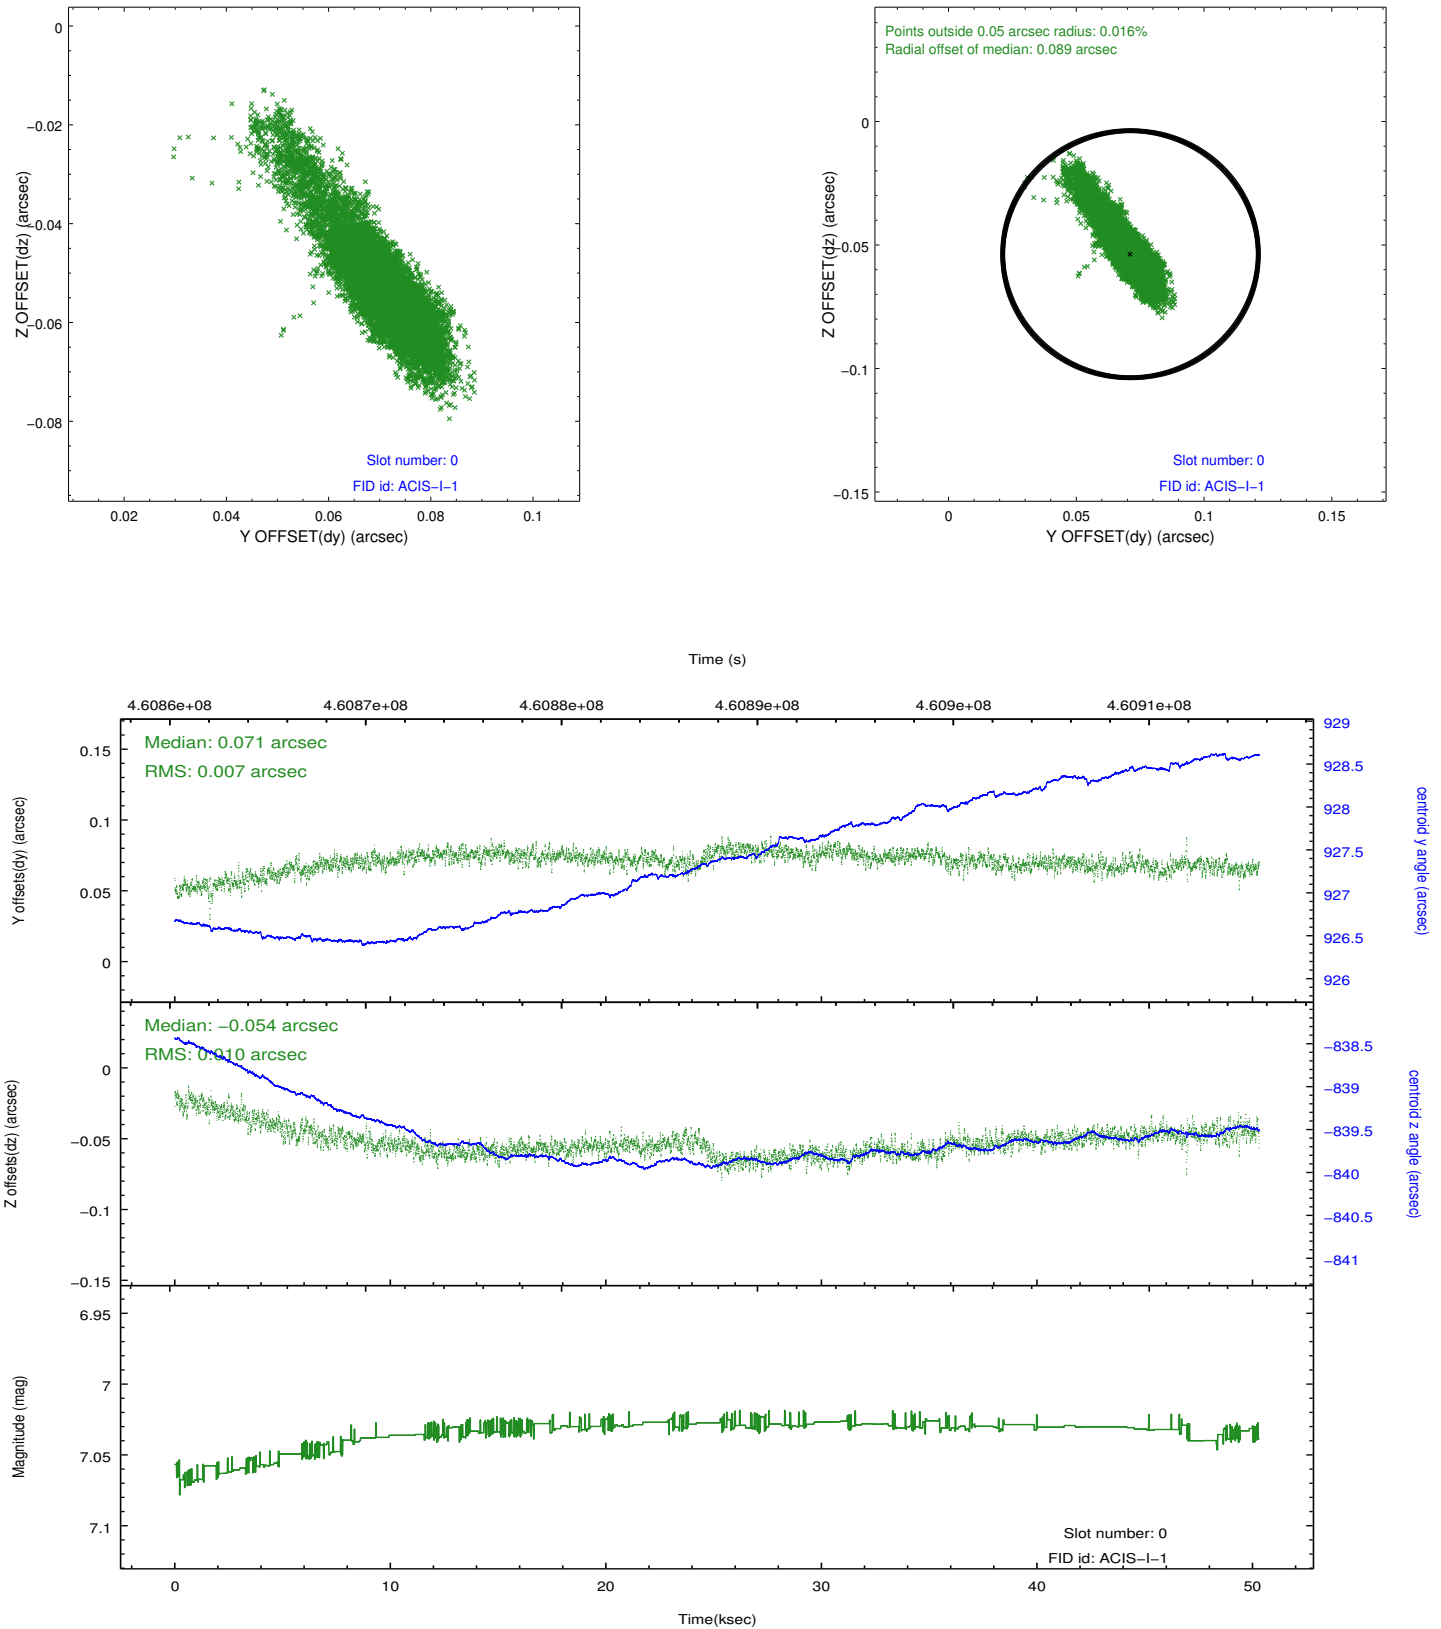 0
−0.02
−0.04
−0.06
−0.08
Z OFFSET(dz) (arcsec)
Slot number: 0
FID id: ACIS−I−1
0.02 0.04 0.06 0.08 0.1
Y OFFSET(dy) (arcsec)
Points outside 0.05 arcsec radius: 0.016%
Radial offset of median: 0.089 arcsec
0
−0.05
−0.1
−0.15
Z OFFSET(dz) (arcsec)
Slot number: 0
FID id: ACIS−I−1
0 0.05 0.1 0.15
Y OFFSET(dy) (arcsec)
Time (s)
4.6086e+08 4.6087e+08 4.6088e+08 4.6089e+08 4.609e+08 4.6091e+08
Median: 0.071 arcsec
RMS: 0.007 arcsec
0.15
0.1
0.05
0
Y offsets(dy) (arcsec)
929
928.5
928
927.5
927
926.5
926
centroid y angle (arcsec)
Median: −0.054 arcsec
RMS: 0.010 arcsec
0
−0.05
−0.1
−0.15
Z offsets(dz) (arcsec)
−838.5
−839
−839.5
−840
−840.5
−841
centroid z angle (arcsec)
6.95
7
7.05
7.1
Magnitude (mag)
Slot number: 0
FID id: ACIS−I−1
0 10 20 30 40 50
Time(ksec)